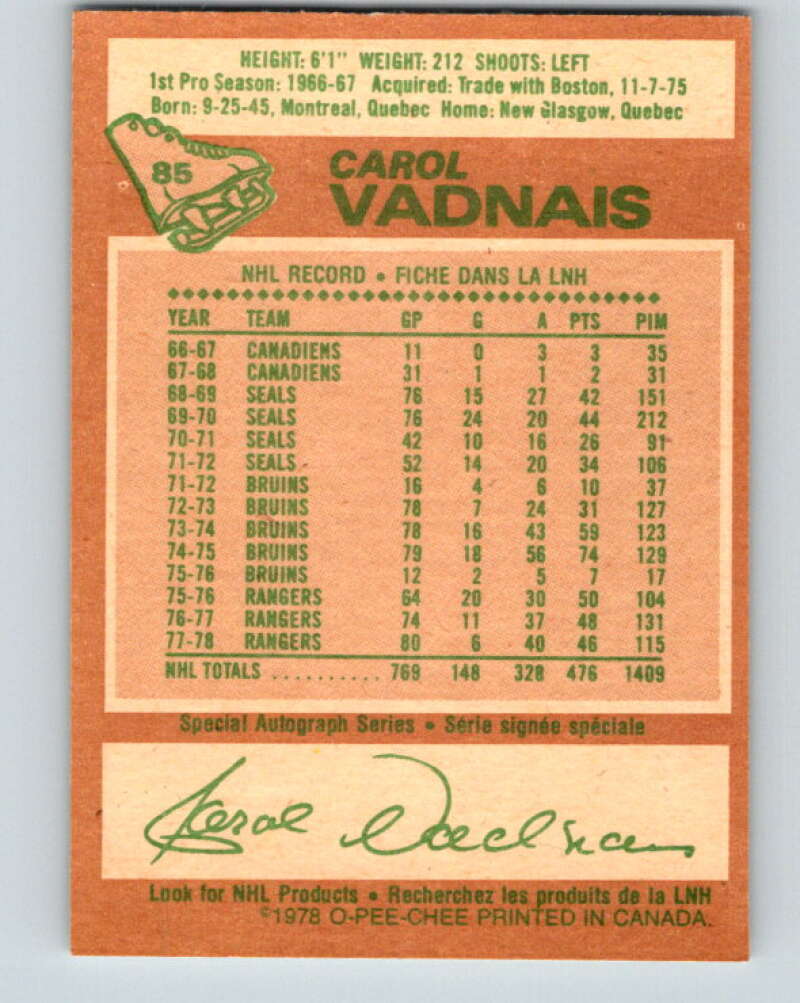 HEIGHT: 6'1" WEIGHT: 212 SHOOTS: LEFT
1st Pro Season: 1966-67 Acquired: Trade with Boston, 11-7-75
Born: 9-25-45, Montreal, Quebec Home: New Glasgow, Quebec
85
CAROL
VADNAIS
NHL RECORD • FICHE DANS LA LNH
YEAR TEAM GP G A PTS PIM
66-67 CANADIENS 11 0 3 3 35
67-68 CANADIENS 31 1 1 2 31
68-69 SEALS 76 15 27 42 151
69-70 SEALS 76 24 20 44 212
70-71 SEALS 42 10 16 26 91
71-72 SEALS 52 14 20 34 106
71-72 BRUINS 16 4 6 10 37
72-73 BRUINS 78 7 24 31 127
73-74 BRUINS 78 16 43 59 123
74-75 BRUINS 79 18 56 74 129
75-76 BRUINS 12 2 5 7 17
75-76 RANGERS 64 20 30 50 104
76-77 RANGERS 74 11 37 48 131
77-78 RANGERS 80 6 40 46 115
NHL TOTALS .......... 769 148 328 476 1409
Special Autograph Series • Série signée spéciale
Carol Vadnais
Look for NHL Products • Recherchez les produits de la LNH
©1978 O-PEE-CHEE PRINTED IN CANADA.